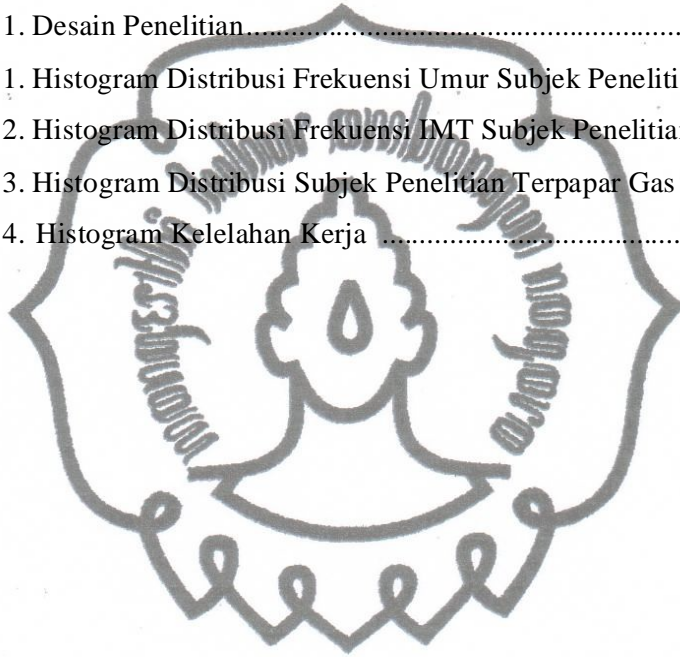 1. Desain Penelitian...........................................................
1. Histogram Distribusi Frekuensi Umur Subjek Peneliti
2. Histogram Distribusi Frekuensi IMT Subjek Penelitian
3. Histogram Distribusi Subjek Penelitian Terpapar Gas
4. Histogram Kelelahan Kerja ........................................